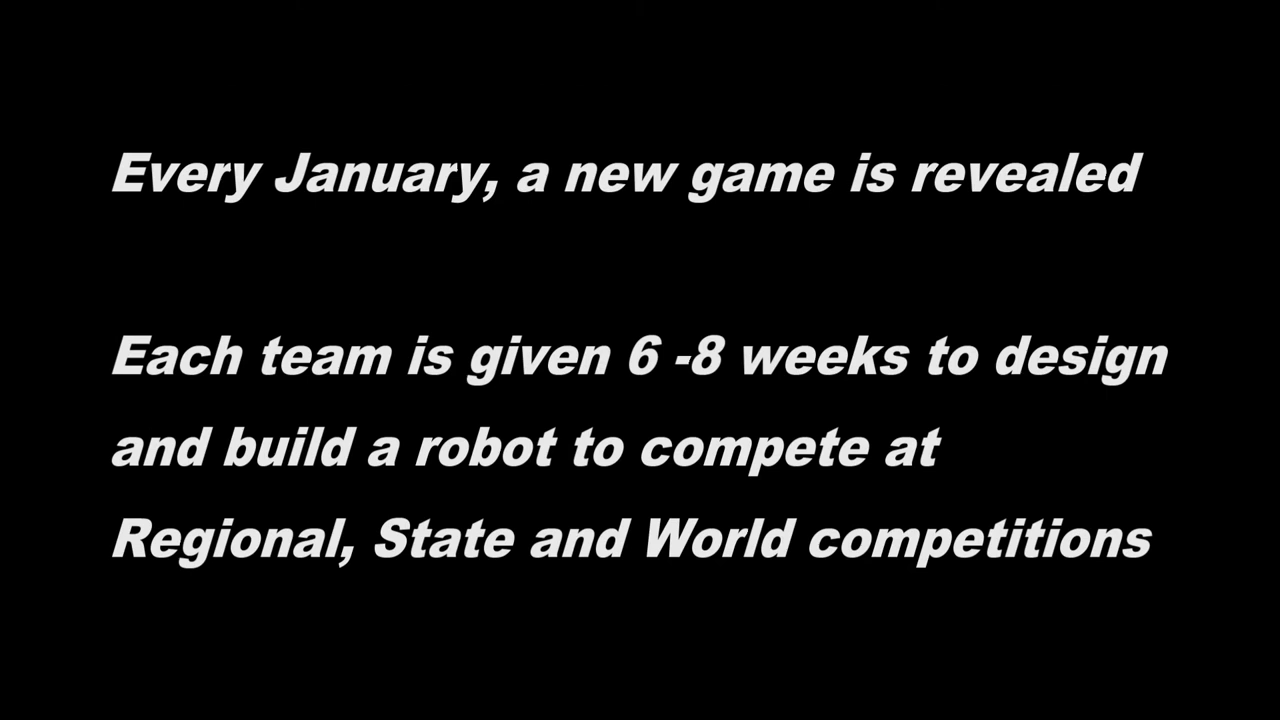 Every January, a new game is revealed
Each team is given 6 -8 weeks to design
and build a robot to compete at
Regional, State and World competitions